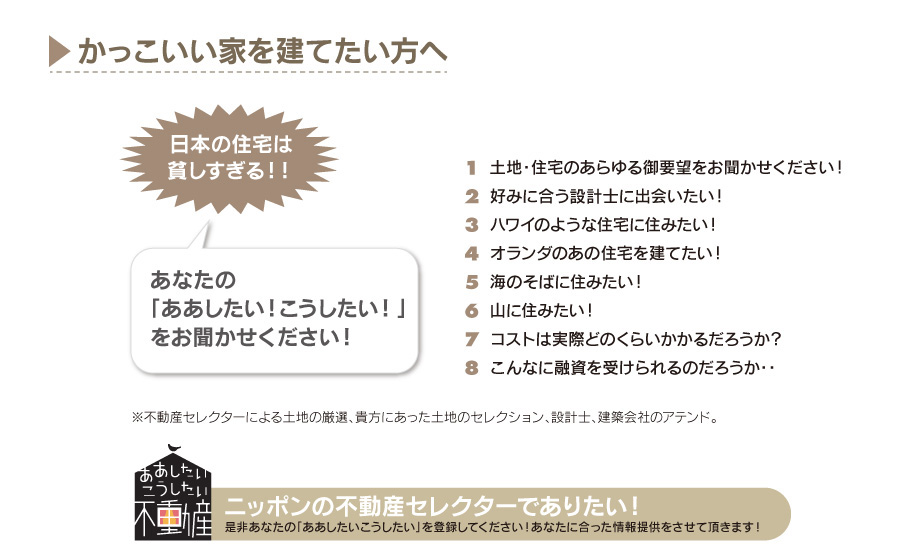 かっこいい家を建てたい方へ
日本の住宅は
貧しすぎる!!
あなたの
「ああしたい!こうしたい!」
をお聞かせください!
1 土地・住宅のあらゆる御要望をお聞かせください!
2 好みに合う設計士に出会いたい!
3 ハワイのような住宅に住みたい!
4 オランダのあの住宅を建てたい!
5 海のそばに住みたい!
6 山に住みたい!
7 コストは実際どのくらいかかるだろうか?
8 こんなに融資を受けられるのだろうか・・
※不動産セレクターによる土地の厳選、貴方にあった土地のセレクション、設計士、建築会社のアテンド。
ああしたい
こうしたい
不動産
ニッポンの不動産セレクターでありたい!
是非あなたの「ああしたいこうしたい」を登録してください!あなたに合った情報提供をさせて頂きます!